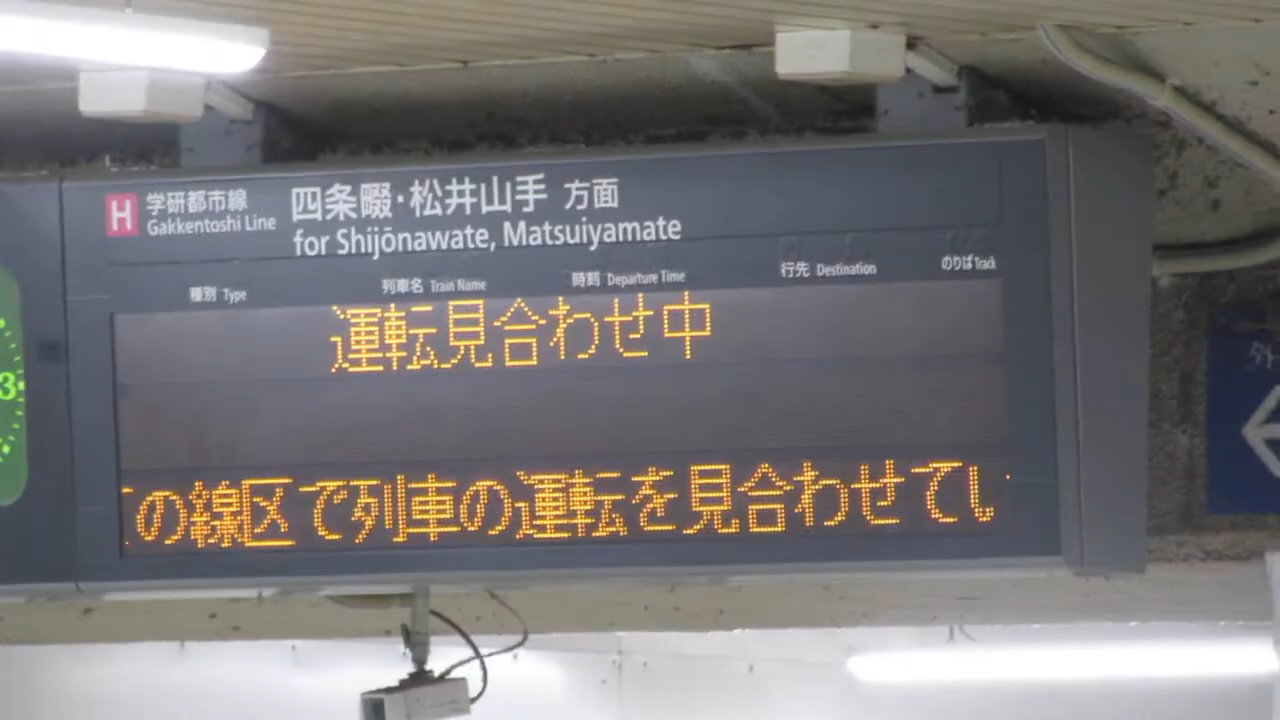 H 学研都市線 四条畷・松井山手 方面
Gakkentoshi Line for Shijōnawate, Matsuiyamate
種別 Type 列車名 Train Name 時刻 Departure Time 行先 Destination のりば Track
運転見合わせ中
の線区で列車の運転を見合わせてい
3